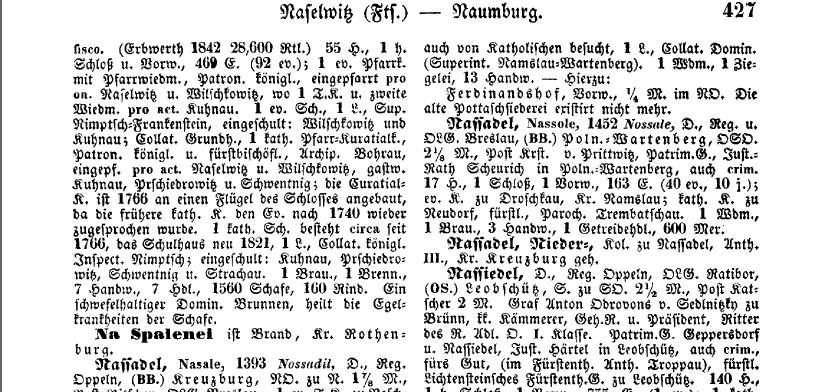 Naselwitz (Fts.) — Naumburg. 427
fisco. (Erbwerth 1842 28,600 Rtl.) 55 H., 1 h.
Schloß u. Vorw., 469 E. (92 ev.); 1 ev. Pfarrk.
mit Pfarrwiedm., Patron. königl., eingepfarrt pro
on. Naselwitz u. Wilschkowitz, wo 1 T.K. u. zweite
Wiedm. pro act. Kuhnau. 1 ev. Sch., 1 L., Sup.
Nimptsch-Frankenstein, eingeschult: Wilschkowitz und
Kuhnau; Collat. Grundh., 1 kath. Pfarr-Kuratialk.,
Patron. königl. u. fürstbischöfl., Archip. Bohrau,
eingepf. pro act. Naselwitz u. Wilschkowitz, gastw.
Kuhnau, Prschiedrowitz u. Schwentnig; die Curatial-
K. ist 1766 an einen Flügel des Schlosses angebaut,
da die frühere kath. K. den Ev. nach 1740 wieder
zugesprochen wurde. 1 kath. Sch. besteht circa seit
1766, das Schulhaus neu 1821, 1 L., Collat. königl.
Inspect. Nimptsch; eingeschult: Kuhnau, Prschiedro-
witz, Schwentnig u. Strachau. 1 Brau., 1 Brenn.,
7 Handw., 7 Hdl., 1560 Schafe, 160 Rind. Ein
schwefelhaltiger Domin. Brunnen, heilt die Egel-
krankheiten der Schafe.
Na Spalenei ist Brand, Kr. Rothen-
burg.
Nassadel, Nasale, 1393 Nossadil, D., Reg.
Oppeln, (BB.) Kreuzburg, NO. zu N. 1⅞ M.,
auch von Katholischen besucht, 1 L., Collat. Domin.
(Superint. Namslau-Wartenberg). 1 Wdm., 1 Zie-
gelei, 13 Handw. — Hierzu:
Ferdinandshof, Vorw., ¼ M. im NO. Die
alte Pottaschsiederei existirt nicht mehr.
Nassadel, Nassole, 1452 Nossale, D., Reg. u.
OLG. Breslau, (BB.) Poln.-Wartenberg, OSO.
2⅛ M., Post Krst. v. Prittwitz, Patrim.G., Just.-
Rath Scheurich in Poln.-Wartenberg, auch crim.
17 H., 1 Schloß, 1 Vorw., 163 E. (40 ev., 10 j.);
ev. K. zu Droschkau, Kr. Namslau; kath. K. zu
Neudorf, fürstl., Paroch. Trembatschau. 1 Wdm.,
1 Brau., 3 Handw., 1 Getreidehdl., 600 Mer.
Nassadel, Nieder-, Kol. zu Nassadel, Anth.
III., Kr. Kreuzburg geh.
Nassiedel, D., Reg. Oppeln, OLG. Ratibor,
(OS.) Leobschütz, S. zu SO. 2½ M., Post Kat-
scher 2 M. Graf Anton Odrovons v. Sedlnitzky zu
Brünn, kk. Kämmerer, Geh.R. u. Präsident, Ritter
des R. Adl. O. I. Klasse. Patrim.G. Geppersdorf
u. Nassiedel, Just. Härtel in Leobschütz, auch crim.,
fürs Gut, (im Fürstenth. Anth. Troppau), fürstl.
Lichtensteinsches Fürstenth.G. zu Leobschütz. 140 H.,